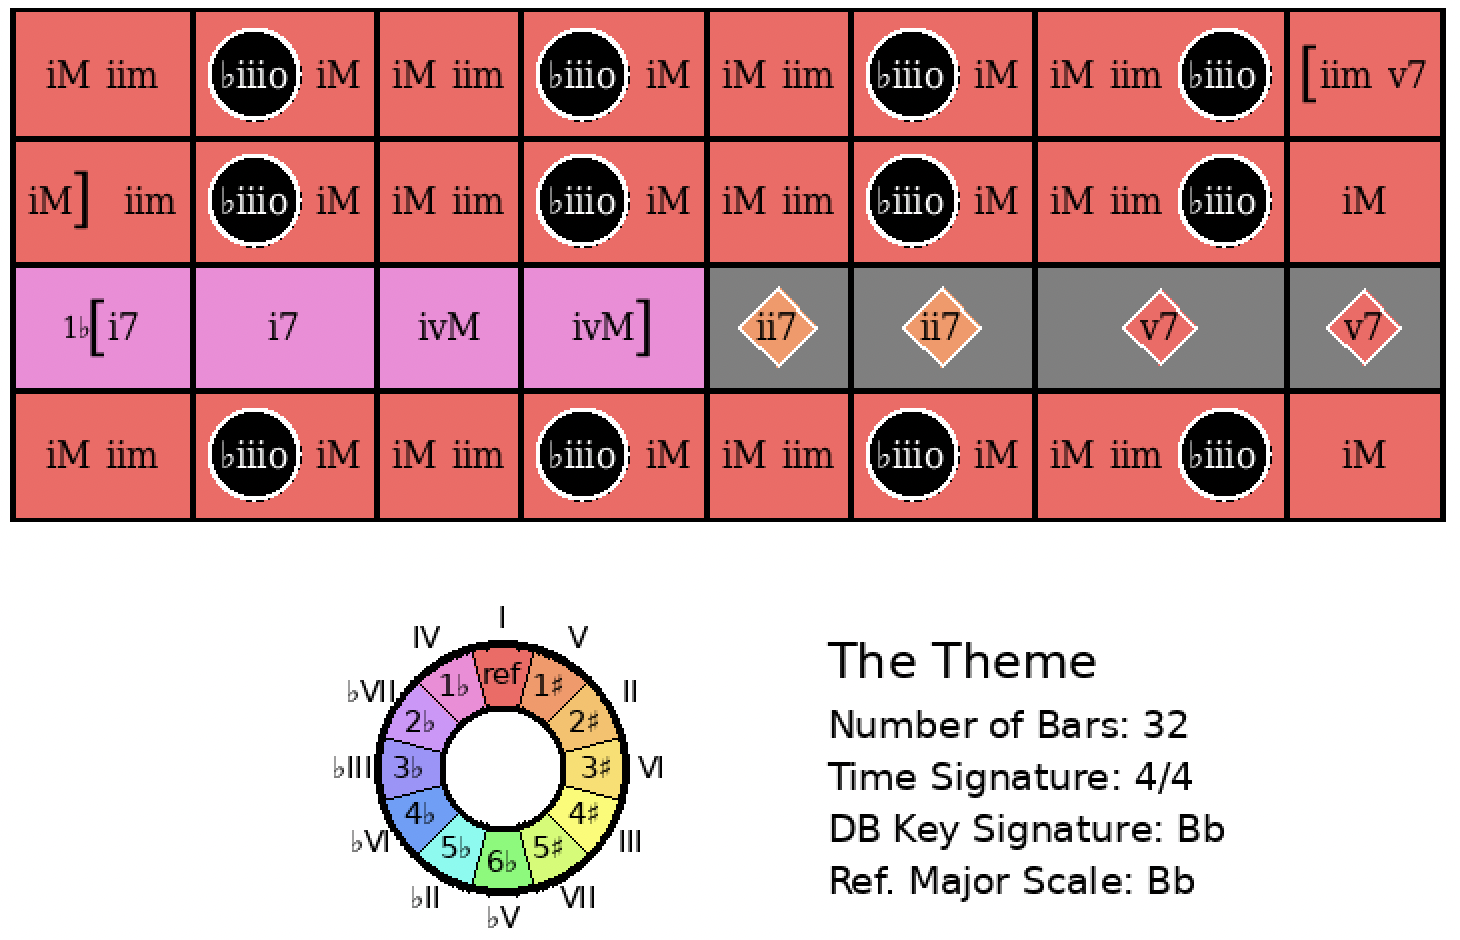 iM iim ♭iiio iM iM iim ♭iiio iM iM iim ♭iiio iM iM iim ♭iiio [iim v7
iM] iim ♭iiio iM iM iim ♭iiio iM iM iim ♭iiio iM iM iim ♭iiio iM
1♭[i7 i7 ivM ivM] ii7 ii7 v7 v7
iM iim ♭iiio iM iM iim ♭iiio iM iM iim ♭iiio iM iM iim ♭iiio iM
I
IV V
ref
1♭ 1♯
♭VII II
2♭ 2♯
♭III 3♭ 3♯ VI
4♭ 4♯
♭VI III
5♭ 5♯
6♭
♭II VII
♭V
The Theme
Number of Bars: 32
Time Signature: 4/4
DB Key Signature: Bb
Ref. Major Scale: Bb